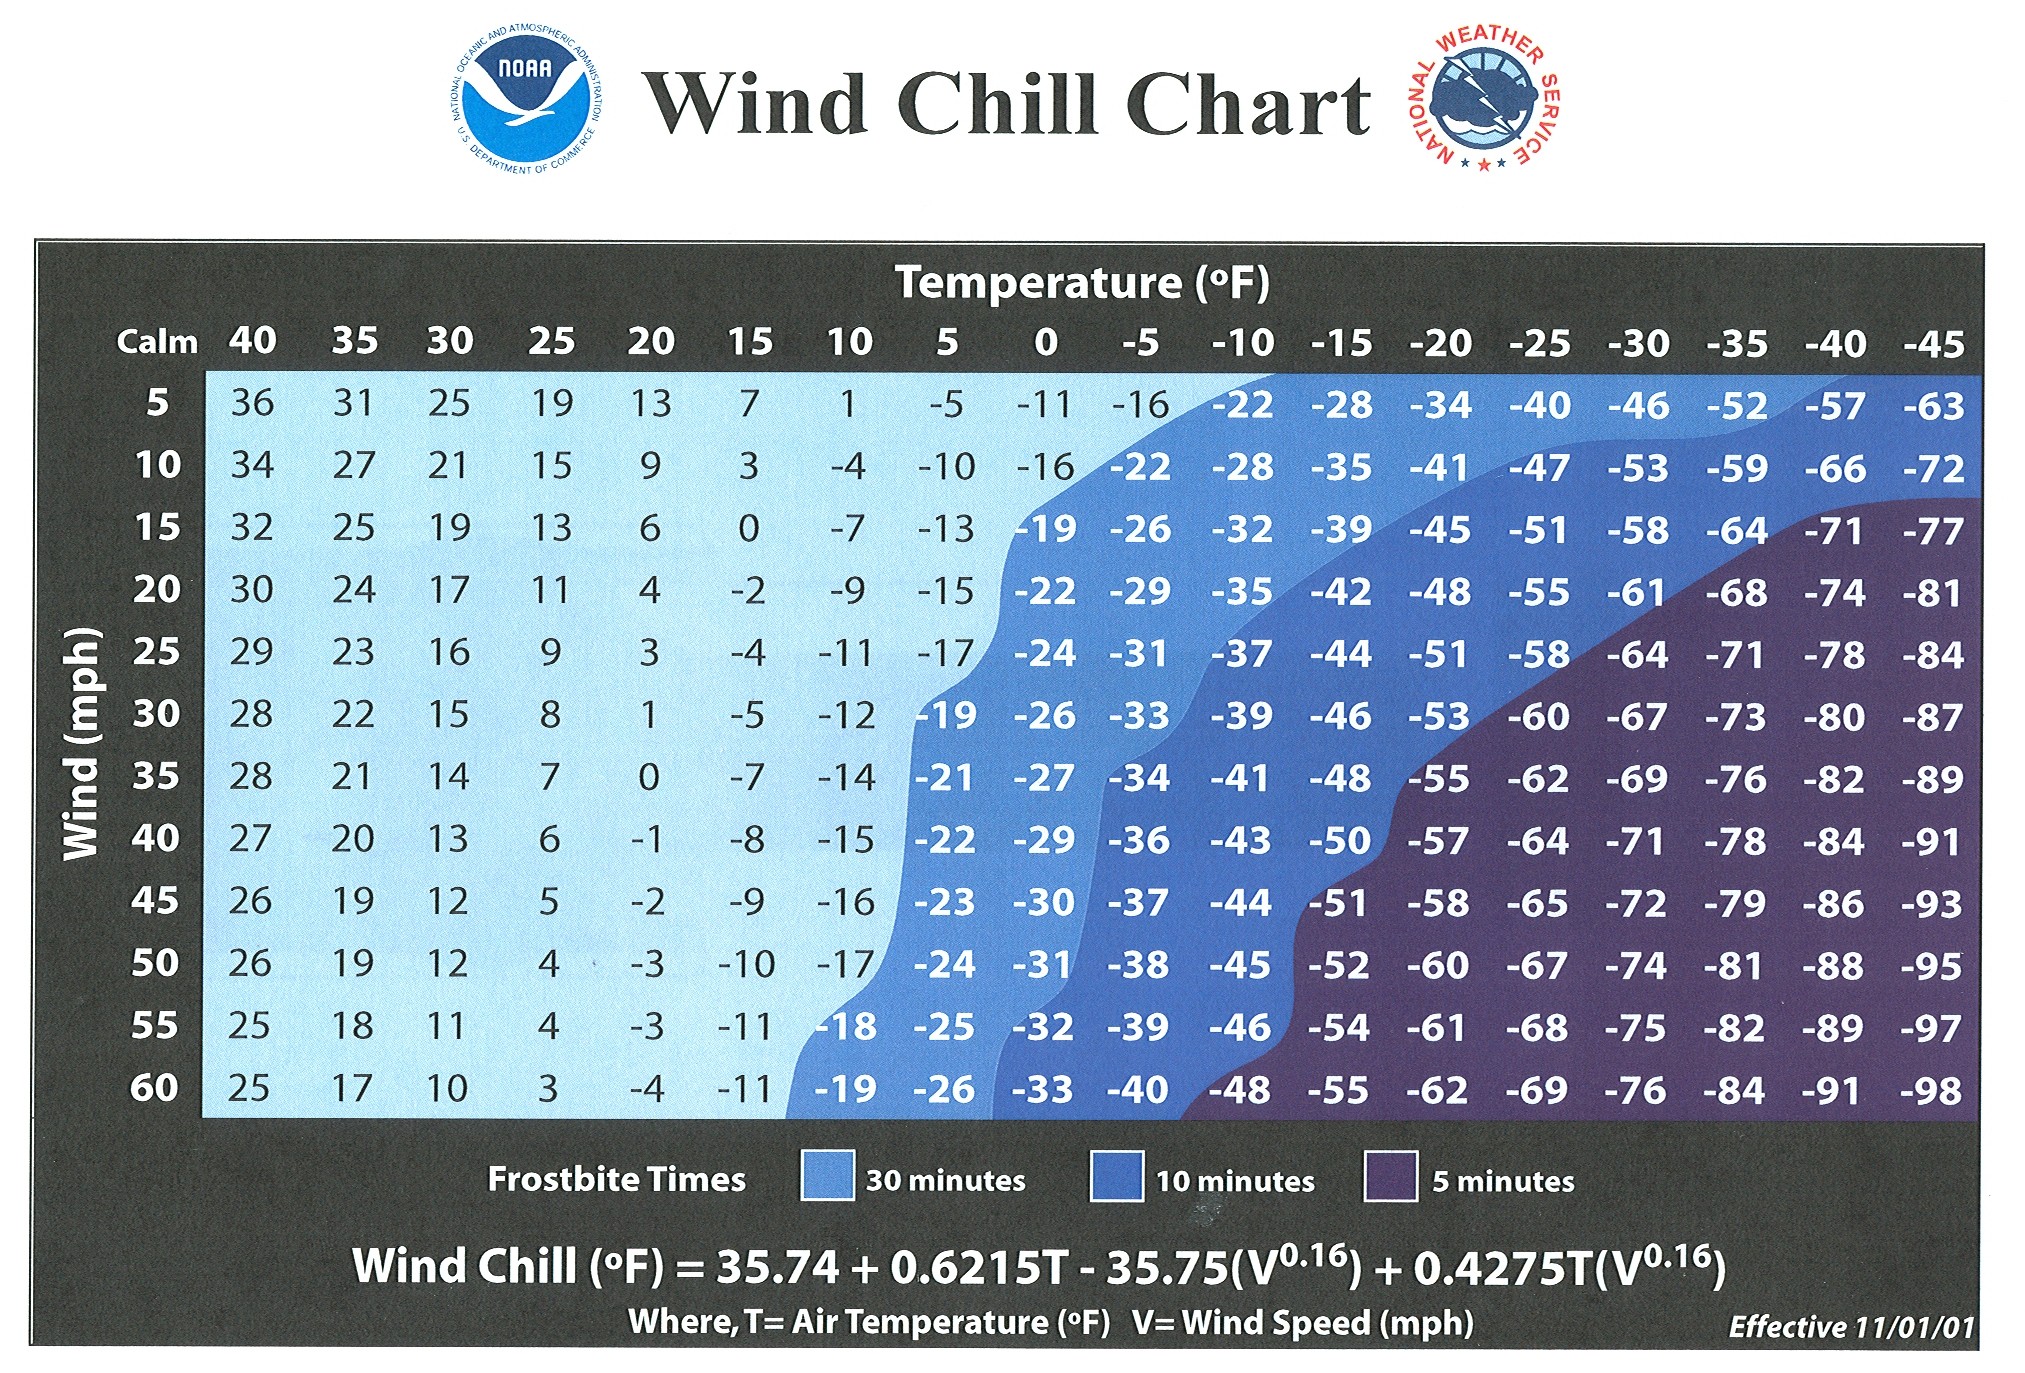 NATIONAL OCEANIC AND ATMOSPHERIC ADMINISTRATION
U.S. DEPARTMENT OF COMMERCE
NOAA
Wind Chill Chart
NATIONAL WEATHER SERVICE
Temperature (ºF)
Calm 40 35 30 25 20 15 10 5 0 -5 -10 -15 -20 -25 -30 -35 -40 -45
Wind (mph)
5 36 31 25 19 13 7 1 -5 -11 -16 -22 -28 -34 -40 -46 -52 -57 -63
10 34 27 21 15 9 3 -4 -10 -16 -22 -28 -35 -41 -47 -53 -59 -66 -72
15 32 25 19 13 6 0 -7 -13 -19 -26 -32 -39 -45 -51 -58 -64 -71 -77
20 30 24 17 11 4 -2 -9 -15 -22 -29 -35 -42 -48 -55 -61 -68 -74 -81
25 29 23 16 9 3 -4 -11 -17 -24 -31 -37 -44 -51 -58 -64 -71 -78 -84
30 28 22 15 8 1 -5 -12 -19 -26 -33 -39 -46 -53 -60 -67 -73 -80 -87
35 28 21 14 7 0 -7 -14 -21 -27 -34 -41 -48 -55 -62 -69 -76 -82 -89
40 27 20 13 6 -1 -8 -15 -22 -29 -36 -43 -50 -57 -64 -71 -78 -84 -91
45 26 19 12 5 -2 -9 -16 -23 -30 -37 -44 -51 -58 -65 -72 -79 -86 -93
50 26 19 12 4 -3 -10 -17 -24 -31 -38 -45 -52 -60 -67 -74 -81 -88 -95
55 25 18 11 4 -3 -11 -18 -25 -32 -39 -46 -54 -61 -68 -75 -82 -89 -97
60 25 17 10 3 -4 -11 -19 -26 -33 -40 -48 -55 -62 -69 -76 -84 -91 -98
Frostbite Times 30 minutes 10 minutes 5 minutes
Wind Chill (ºF) = 35.74 + 0.6215T - 35.75(V^0.16) + 0.4275T(V^0.16)
Where, T= Air Temperature (ºF) V= Wind Speed (mph)
Effective 11/01/01